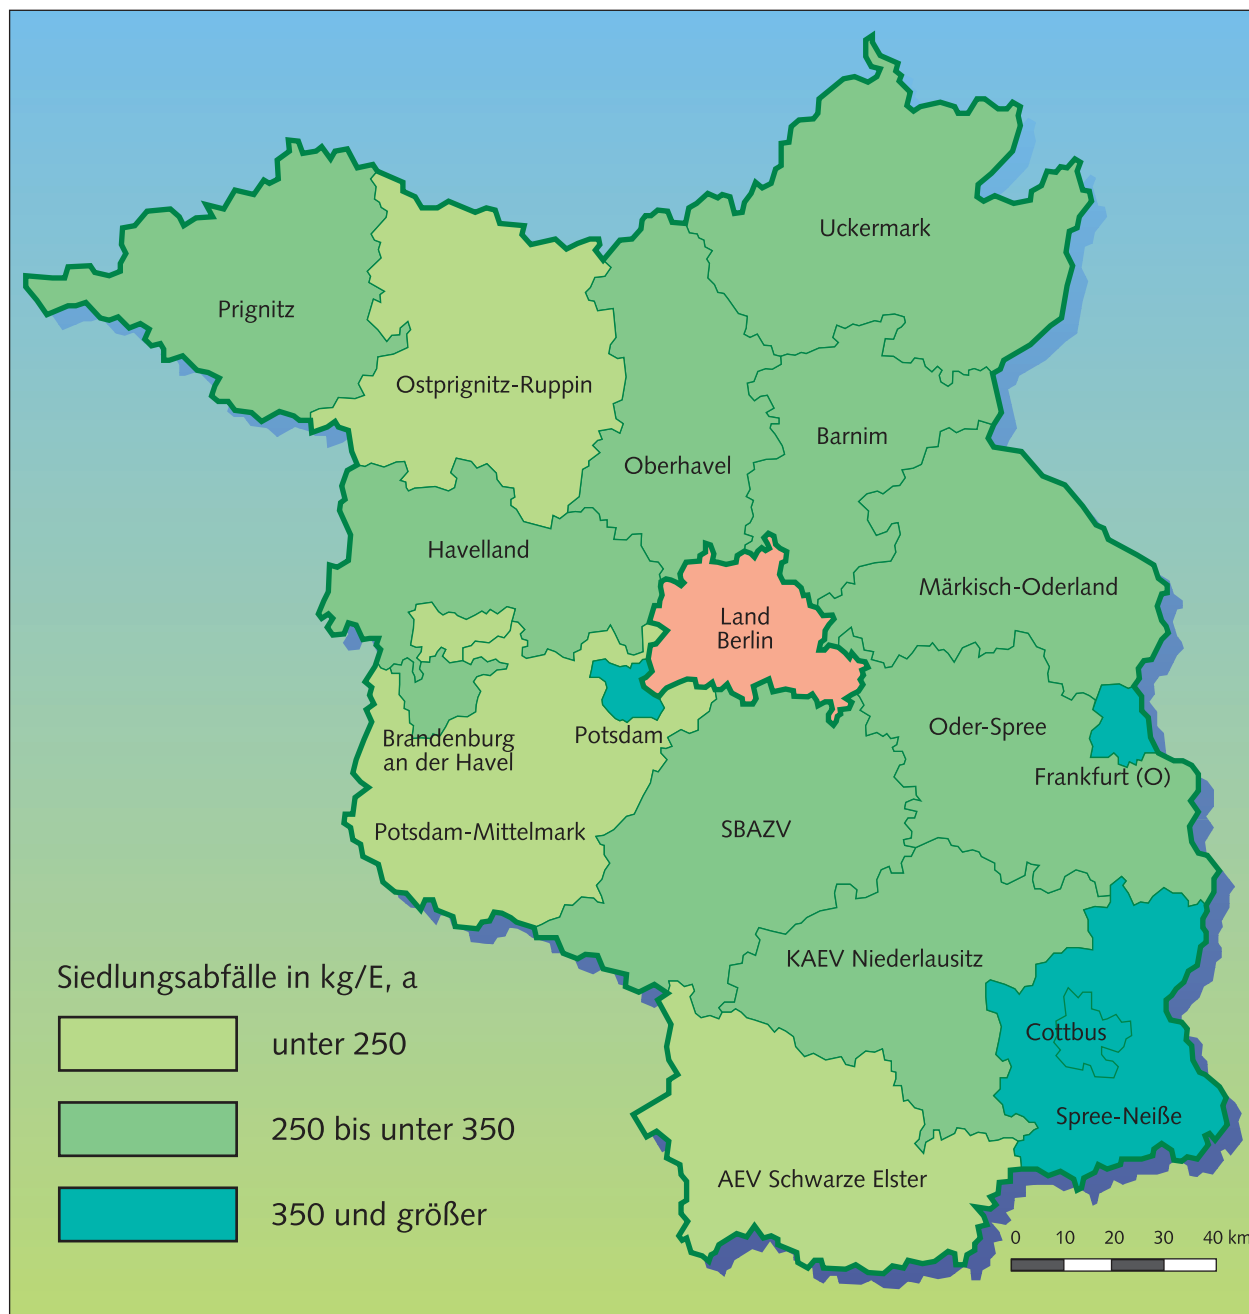 Uckermark
Prignitz
Ostprignitz-Ruppin
Barnim
Oberhavel
Havelland
Märkisch-Oderland
Land
Berlin
Oder-Spree
Brandenburg
an der Havel
Potsdam
Frankfurt (O)
Potsdam-Mittelmark
SBAZV
KAEV Niederlausitz
Siedlungsabfälle in kg/E, a
unter 250
Cottbus
250 bis unter 350
Spree-Neiße
AEV Schwarze Elster
350 und größer
0 10 20 30 40 km